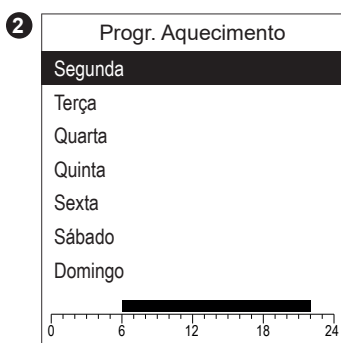 2
Progr. Aquecimento
Segunda
Terça
Quarta
Quinta
Sexta
Sábado
Domingo
0 6 12 18 24